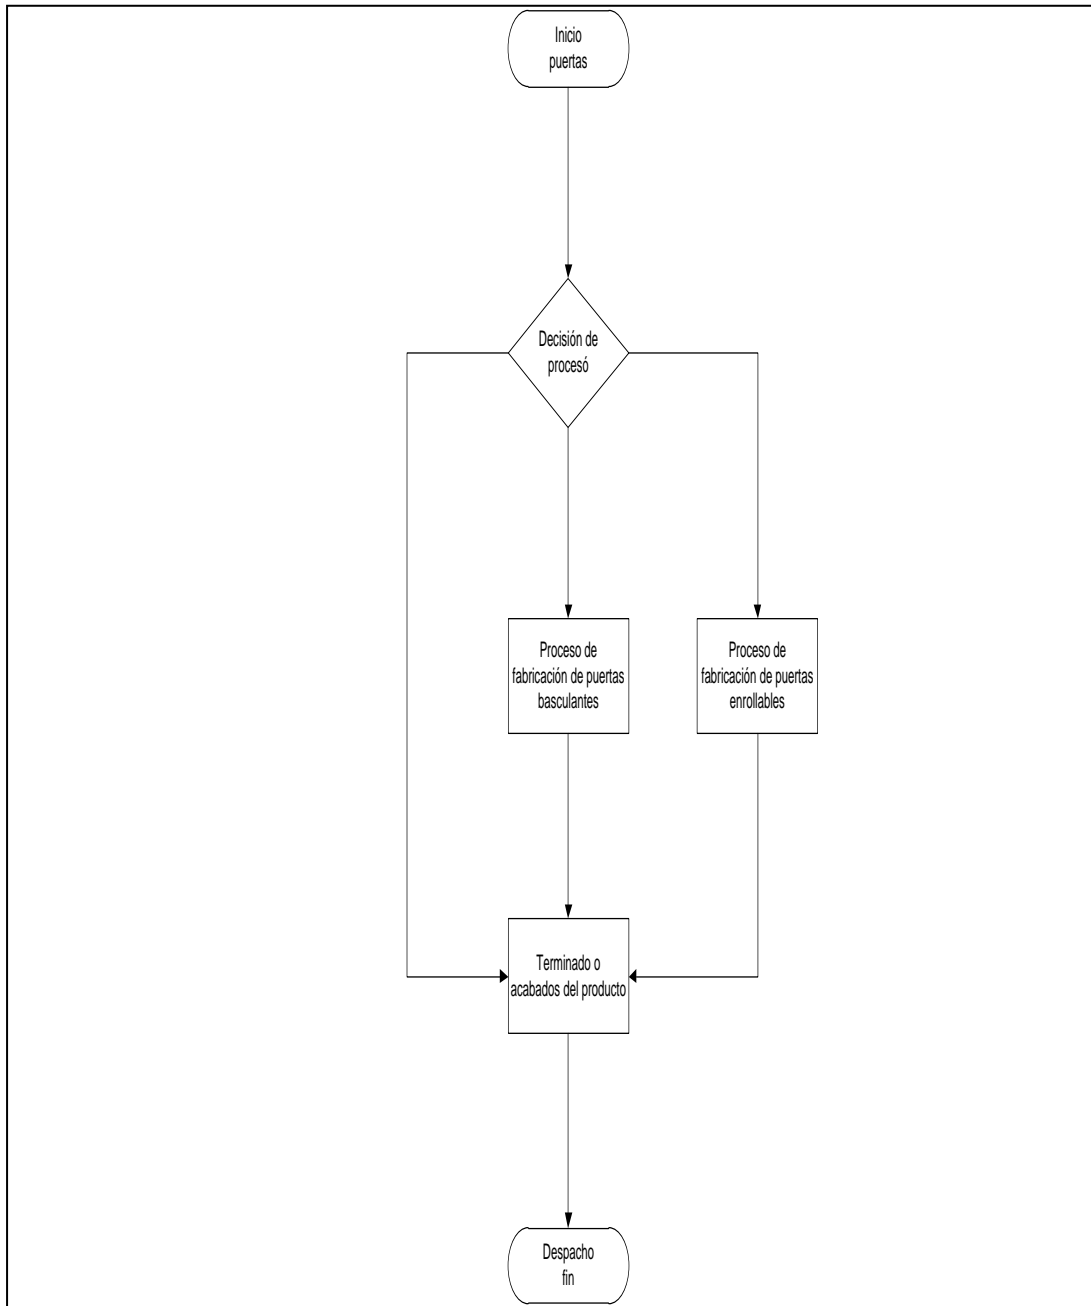 Inicio
puertas
Decisión de
procesó
Proceso de
fabricación de puertas
basculantes
Proceso de
fabricación de puertas
enrollables
Terminado o
acabados del producto
Despacho
fin